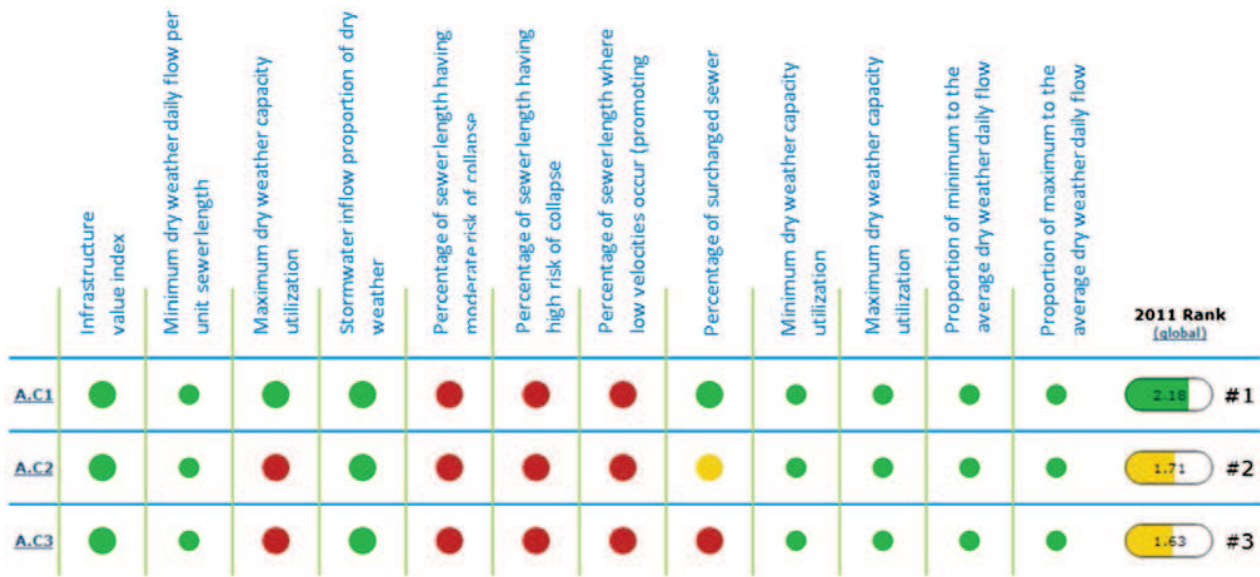 Infrastructure
value index
Minimum dry weather daily flow per
unit sewer length
Maximum dry weather capacity
utilization
Stormwater inflow proportion of dry
weather
Percentage of sewer length having
moderate risk of collapse
Percentage of sewer length having
high risk of collapse
Percentage of sewer length where
low velocities occur (promoting
Percentage of surcharged sewer
Minimum dry weather capacity
utilization
Maximum dry weather capacity
utilization
Proportion of minimum to the
average dry weather daily flow
Proportion of maximum to the
average dry weather daily flow
2011 Rank
(global)
A.C1 2.18 #1
A.C2 1.71 #2
A.C3 1.63 #3